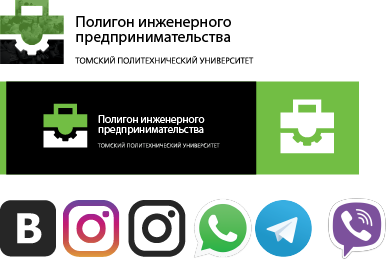 Полигон инженерного
предпринимательства
ТОМСКИЙ ПОЛИТЕХНИЧЕСКИЙ УНИВЕРСИТЕТ
Полигон инженерного
предпринимательства
ТОМСКИЙ ПОЛИТЕХНИЧЕСКИЙ УНИВЕРСИТЕТ
В